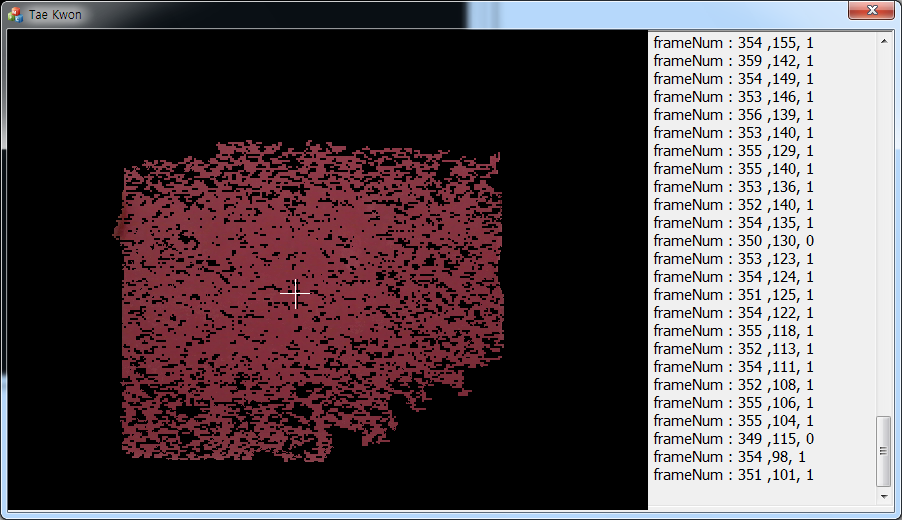 Tae Kwon
frameNum : 354 ,155, 1
frameNum : 359 ,142, 1
frameNum : 354 ,149, 1
frameNum : 353 ,146, 1
frameNum : 356 ,139, 1
frameNum : 353 ,140, 1
frameNum : 355 ,129, 1
frameNum : 355 ,140, 1
frameNum : 353 ,136, 1
frameNum : 352 ,140, 1
frameNum : 354 ,135, 1
frameNum : 350 ,130, 0
frameNum : 353 ,123, 1
frameNum : 354 ,124, 1
frameNum : 351 ,125, 1
frameNum : 354 ,122, 1
frameNum : 355 ,118, 1
frameNum : 352 ,113, 1
frameNum : 354 ,111, 1
frameNum : 352 ,108, 1
frameNum : 355 ,106, 1
frameNum : 355 ,104, 1
frameNum : 349 ,115, 0
frameNum : 354 ,98, 1
frameNum : 351 ,101, 1